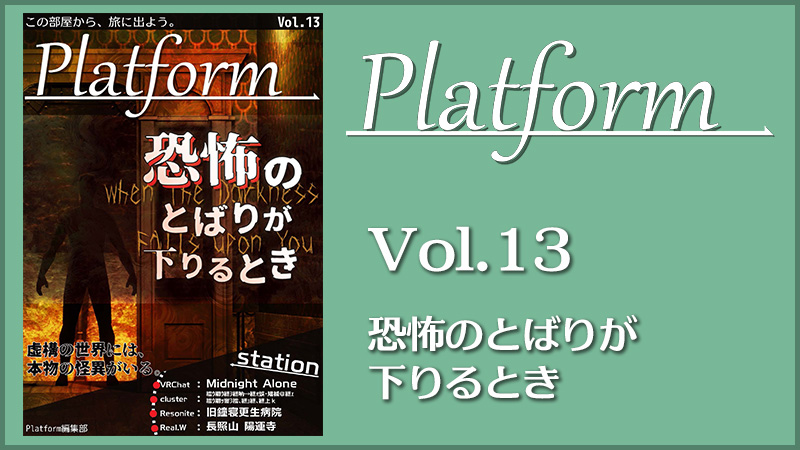 この部屋から、旅に出よう。
Vol.13
Platform
恐怖の
とばりが
下りるとき
When The Darkness
Falls Upon You
虚構の世界には、
本物の怪異がいる。
station
VRChat : Midnight Alone
cluster :
Resonite : 旧鐘寝更生病院
Real.W : 長照山 陽運寺
Platform編集部
Platform
Vol.13
恐怖のとばりが
下りるとき